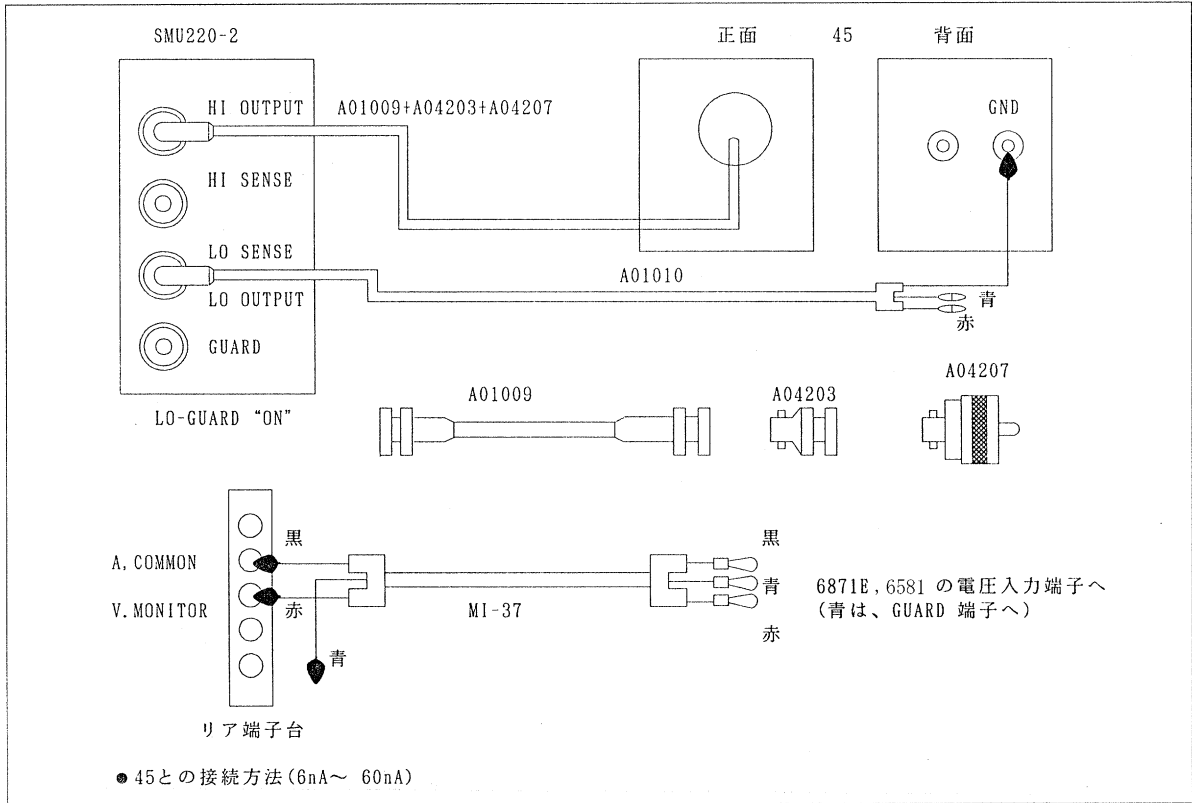 SMU220-2
正面 45 背面
HI OUTPUT A01009+A04203+A04207
GND
HI SENSE
LO SENSE
A01010
LO OUTPUT
青
赤
GUARD
A04207
A01009
A04203
LO-GUARD “ON”
黒
黒
A,COMMON
青
6871E,6581 の電圧入力端子へ
V.MONITOR
赤
MI-37
(青は、GUARD 端子へ)
赤
青
リア端子台
● 45との接続方法(6nA～ 60nA)